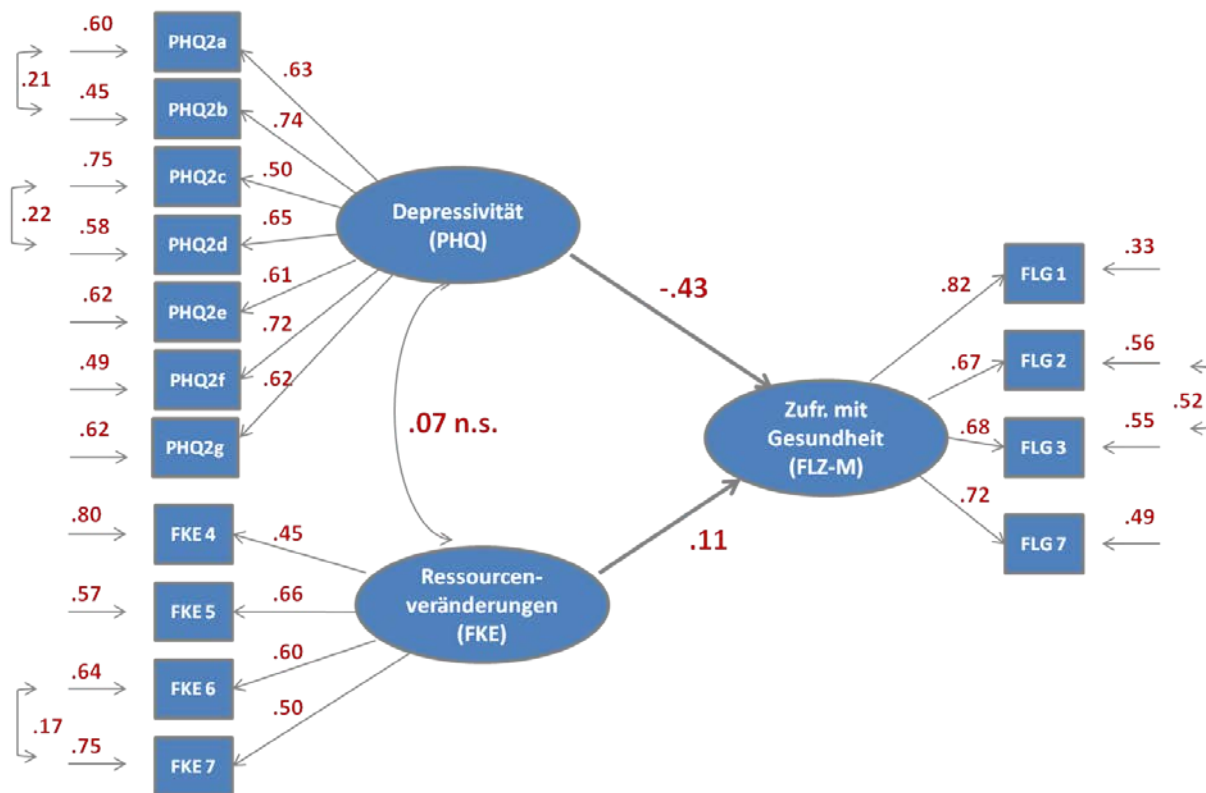 .60
PHQ2a
.63
.21
.45
PHQ2b
.74
.75
PHQ2c
.50
.22
.58
PHQ2d
.65
.62
PHQ2e
.61
.49
PHQ2f
.72
.62
PHQ2g
.62
Depressivität
(PHQ)
-.43
.07 n.s.
.80
FKE 4
.45
.57
FKE 5
.66
.64
FKE 6
.60
.17
.75
FKE 7
.50
Ressourcen-
veränderungen
(FKE)
.11
Zufr. mit
Gesundheit
(FLZ-M)
.82
FLG 1
.33
.67
FLG 2
.56
.52
.68
FLG 3
.55
.72
FLG 7
.49